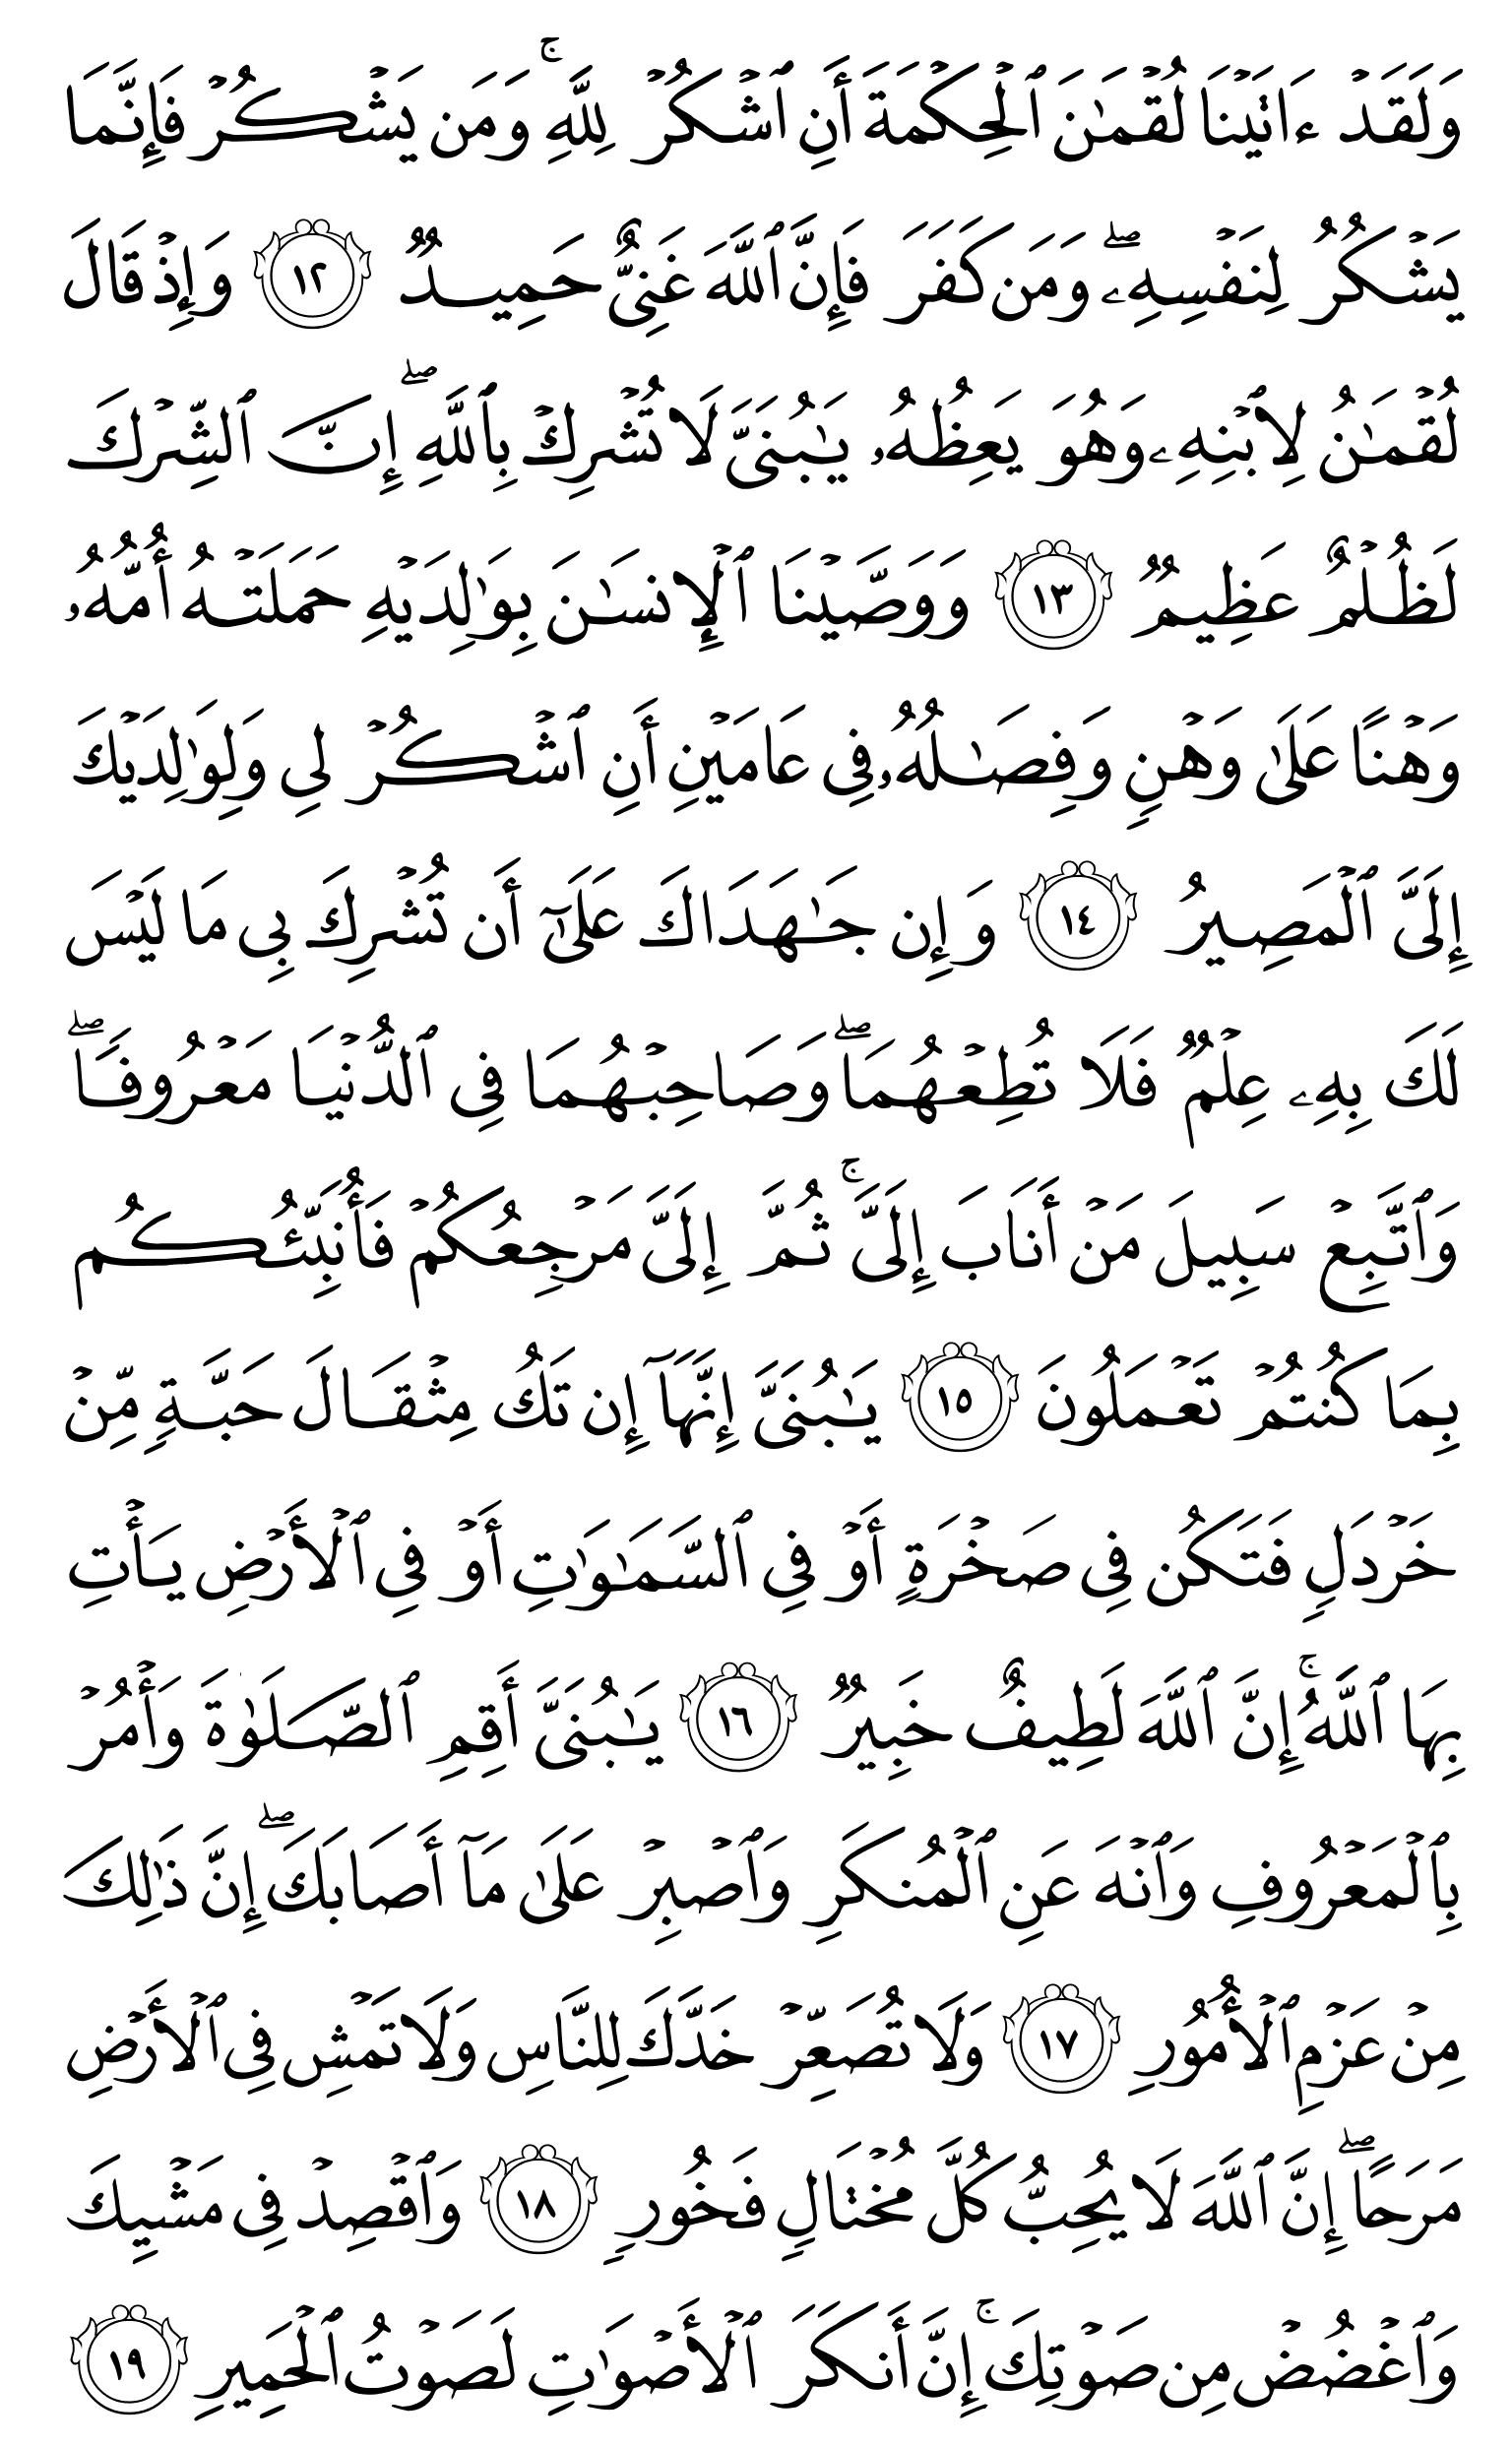 وَلَقَدۡ ءَاتَيۡنَا لُقۡمَٰنَ ٱلۡحِكۡمَةَ أَنِ ٱشۡكُرۡ لِلَّهِۚ وَمَن يَشۡكُرۡ فَإِنَّمَا
يَشۡكُرُ لِنَفۡسِهِۦۖ وَمَن كَفَرَ فَإِنَّ ٱللَّهَ غَنِيٌّ حَمِيدٞ ١٢ وَإِذۡ قَالَ
لُقۡمَٰنُ لِٱبۡنِهِۦ وَهُوَ يَعِظُهُۥ يَٰبُنَيَّ لَا تُشۡرِكۡ بِٱللَّهِۖ إِنَّ ٱلشِّرۡكَ
لَظُلۡمٌ عَظِيمٞ ١٣ وَوَصَّيۡنَا ٱلۡإِنسَٰنَ بِوَٰلِدَيۡهِ حَمَلَتۡهُ أُمُّهُۥ
وَهۡنًا عَلَىٰ وَهۡنٖ وَفِصَٰلُهُۥ فِي عَامَيۡنِ أَنِ ٱشۡكُرۡ لِي وَلِوَٰلِدَيۡكَ
إِلَيَّ ٱلۡمَصِيرُ ١٤ وَإِن جَٰهَدَاكَ عَلَىٰٓ أَن تُشۡرِكَ بِي مَا لَيۡسَ
لَكَ بِهِۦ عِلۡمٞ فَلَا تُطِعۡهُمَاۖ وَصَاحِبۡهُمَا فِي ٱلدُّنۡيَا مَعۡرُوفٗاۖ
وَٱتَّبِعۡ سَبِيلَ مَنۡ أَنَابَ إِلَيَّۚ ثُمَّ إِلَيَّ مَرۡجِعُكُمۡ فَأُنَبِّئُكُم
بِمَا كُنتُمۡ تَعۡمَلُونَ ١٥ يَٰبُنَيَّ إِنَّهَآ إِن تَكُ مِثۡقَالَ حَبَّةٖ مِّنۡ
خَرۡدَلٖ فَتَكُن فِي صَخۡرَةٍ أَوۡ فِي ٱلسَّمَٰوَٰتِ أَوۡ فِي ٱلۡأَرۡضِ يَأۡتِ
بِهَا ٱللَّهُۚ إِنَّ ٱللَّهَ لَطِيفٌ خَبِيرٞ ١٦ يَٰبُنَيَّ أَقِمِ ٱلصَّلَوٰةَ وَأۡمُرۡ
بِٱلۡمَعۡرُوفِ وَٱنۡهَ عَنِ ٱلۡمُنكَرِ وَٱصۡبِرۡ عَلَىٰ مَآ أَصَابَكَۖ إِنَّ ذَٰلِكَ
مِنۡ عَزۡمِ ٱلۡأُمُورِ ١٧ وَلَا تُصَعِّرۡ خَدَّكَ لِلنَّاسِ وَلَا تَمۡشِ فِي ٱلۡأَرۡضِ
مَرَحًاۖ إِنَّ ٱللَّهَ لَا يُحِبُّ كُلَّ مُخۡتَالٖ فَخُورٖ ١٨ وَٱقۡصِدۡ فِي مَشۡيِكَ
وَٱغۡضُضۡ مِن صَوۡتِكَۚ إِنَّ أَنكَرَ ٱلۡأَصۡوَٰتِ لَصَوۡتُ ٱلۡحَمِيرِ ١٩